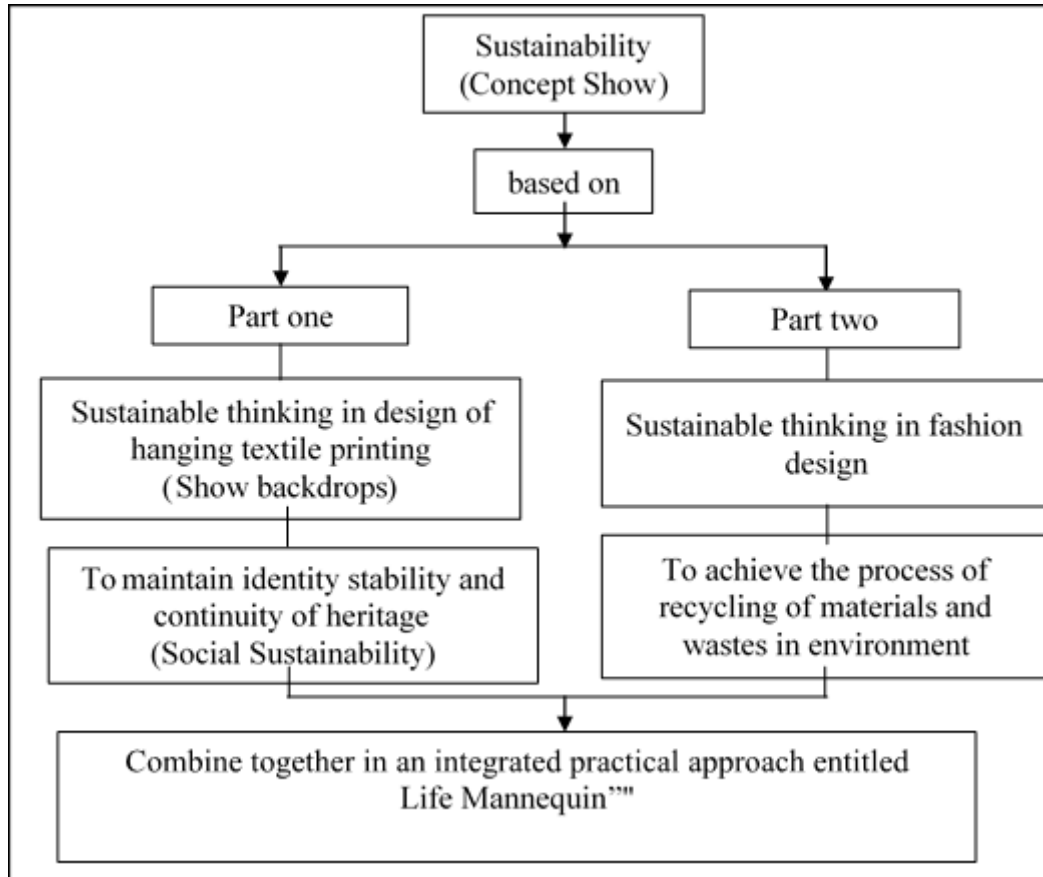 Sustainability
(Concept Show)
based on
Part one
Part two
Sustainable thinking in design of
hanging textile printing
(Show backdrops)
Sustainable thinking in fashion
design
To maintain identity stability and
continuity of heritage
(Social Sustainability)
To achieve the process of
recycling of materials and
wastes in environment
Combine together in an integrated practical approach entitled
Life Mannequin”"